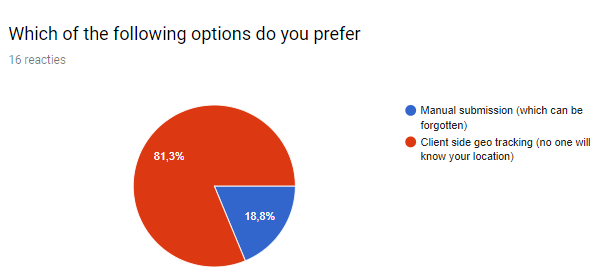 Which of the following options do you prefer
16 reacties
Manual submission (which can be
forgotten)
Client side geo tracking (no one will
know your location)
81,3%
18,8%